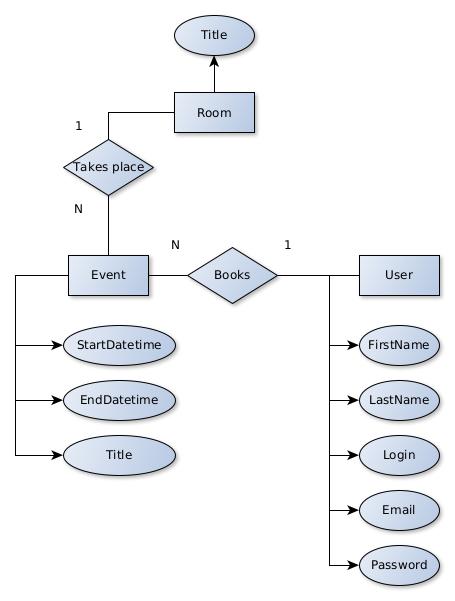 Title
Room
1
Takes place
N
N
1
Event
Books
User
StartDatetime
FirstName
EndDatetime
LastName
Title
Login
Email
Password